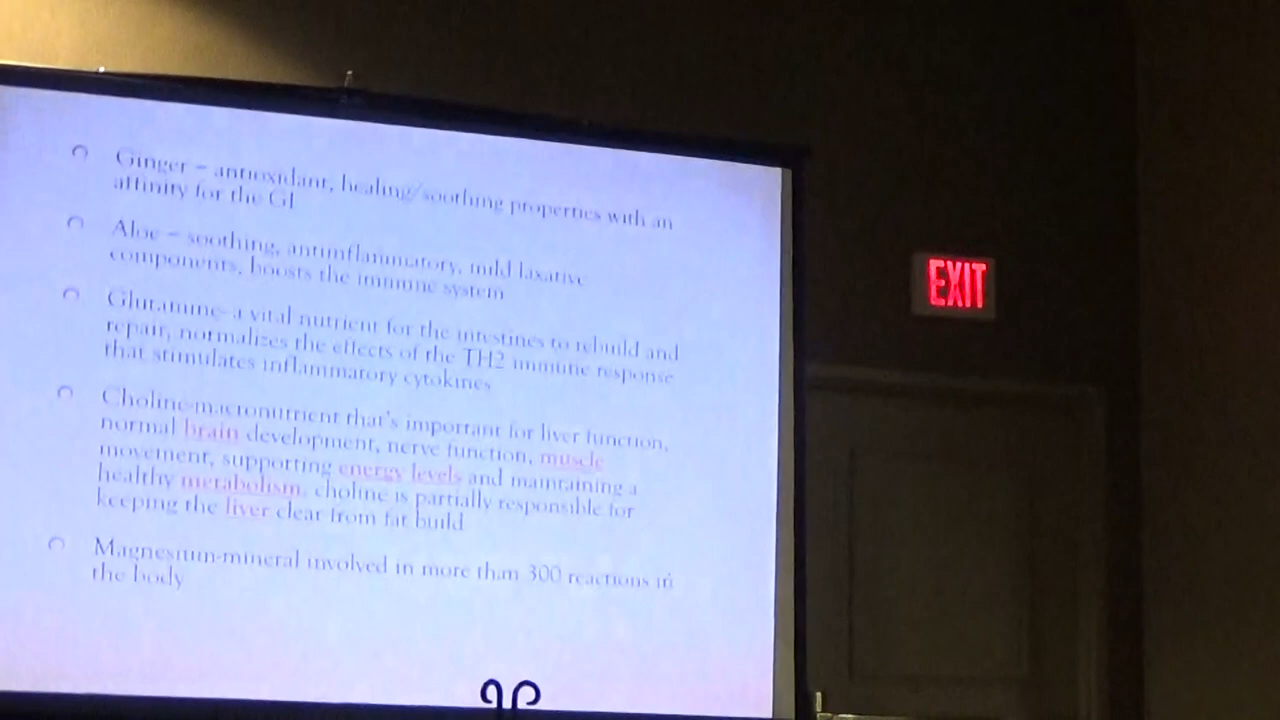 Ginger – antioxidant, healing/soothing properties with an
affinity for the GI
Aloe – soothing, antiinflammatory, mild laxative
components, boosts the immune system
Glutamine- a vital nutrient for the intestines to rebuild and
repair, normalizes the effects of the TH2 immune response
that stimulates inflammatory cytokines
Choline-macronutrient that's important for liver function,
normal brain development, nerve function, muscle
movement, supporting energy levels and maintaining a
healthy metabolism. choline is partially responsible for
keeping the liver clear from fat build
Magnesium-mineral involved in more than 300 reactions in
the body
EXIT